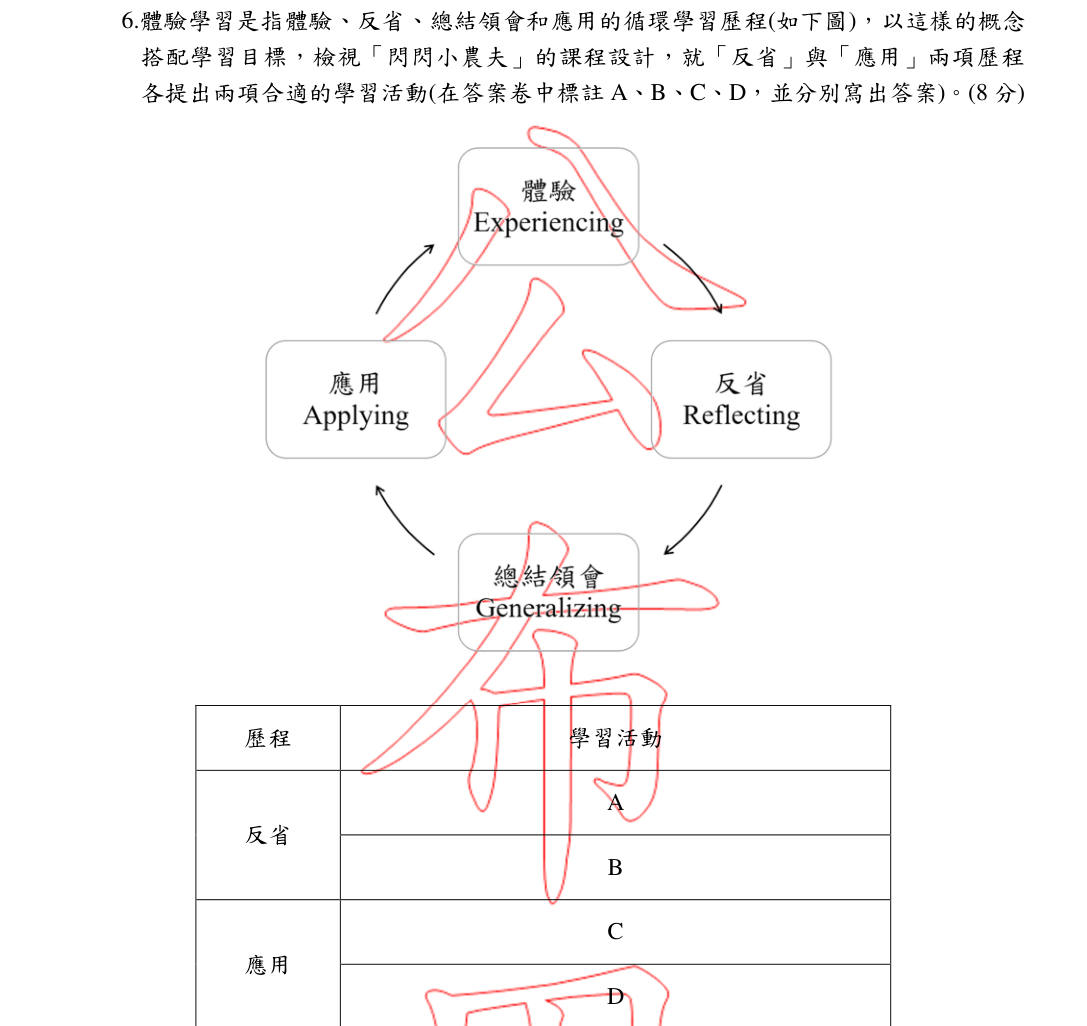 6.體驗學習是指體驗、反省、總結領會和應用的循環學習歷程(如下圖),以這樣的概念
搭配學習目標,檢視「閃閃小農夫」的課程設計,就「反省」與「應用」兩項歷程
各提出兩項合適的學習活動(在答案卷中標註 A、B、C、D,並分別寫出答案)。(8 分)
體驗
Experiencing
應用
Applying
反省
Reflecting
總結領會
Generalizing
歷程
學習活動
反省
A
B
應用
C
D
公
布